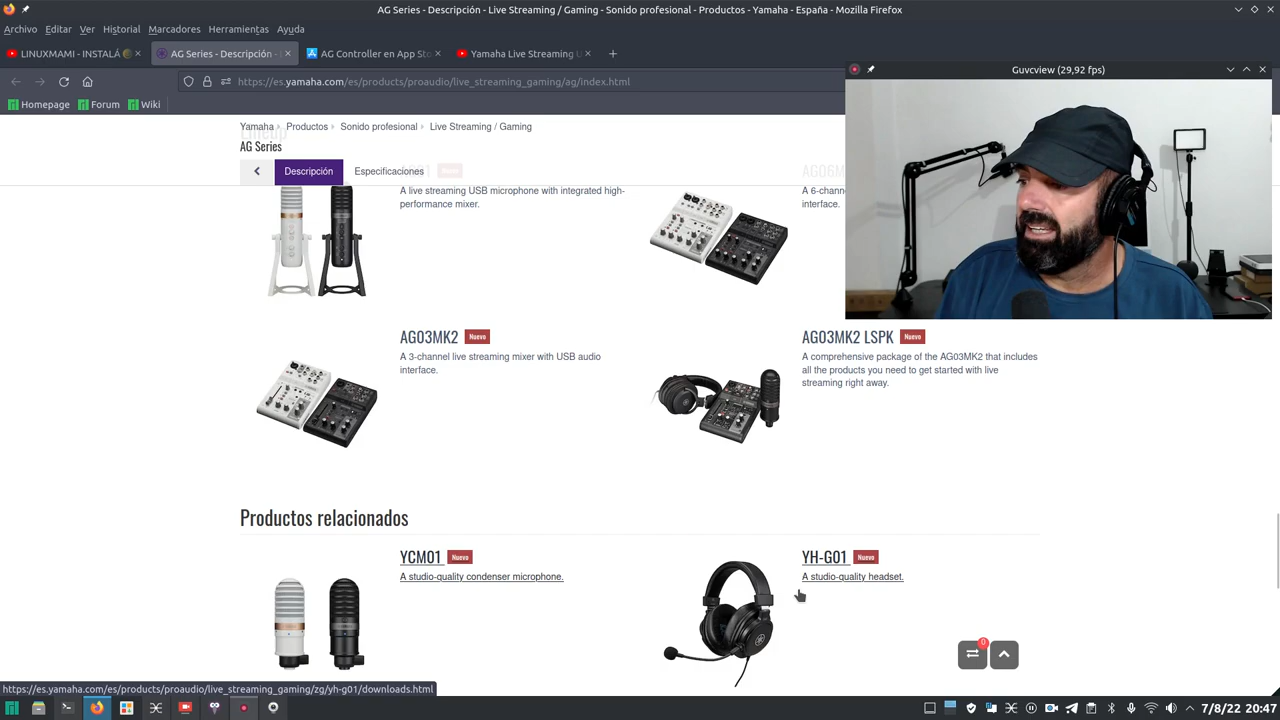 AG Series - Descripción - Live Streaming / Gaming - Sonido profesional - Productos - Yamaha - España — Mozilla Firefox
Archivo Editar Ver Historial Marcadores Herramientas Ayuda
LINUXMAMI - INSTALA
AG Series - Descripción -
AG Controller en App Sto
Yamaha Live Streaming U
https://es.yamaha.com/es/products/proaudio/live_streaming_gaming/ag/index.html
Homepage Forum Wiki
Guvcview (29,92 fps)
Yamaha Productos Sonido profesional Live Streaming / Gaming
Lineup
AG Series
Descripción Especificaciones
Nuevo
A live streaming USB microphone with integrated high-
performance mixer.
AG06M
A 6-chann
interface.
AG03MK2 Nuevo
A 3-channel live streaming mixer with USB audio
interface.
AG03MK2 LSPK Nuevo
A comprehensive package of the AG03MK2 that includes
all the products you need to get started with live
streaming right away.
Productos relacionados
YCM01 Nuevo
A studio-quality condenser microphone.
YH-G01 Nuevo
A studio-quality headset.
0
https://es.yamaha.com/es/products/proaudio/live_streaming_gaming/zg/yh-g01/downloads.html
7/8/22 20:47